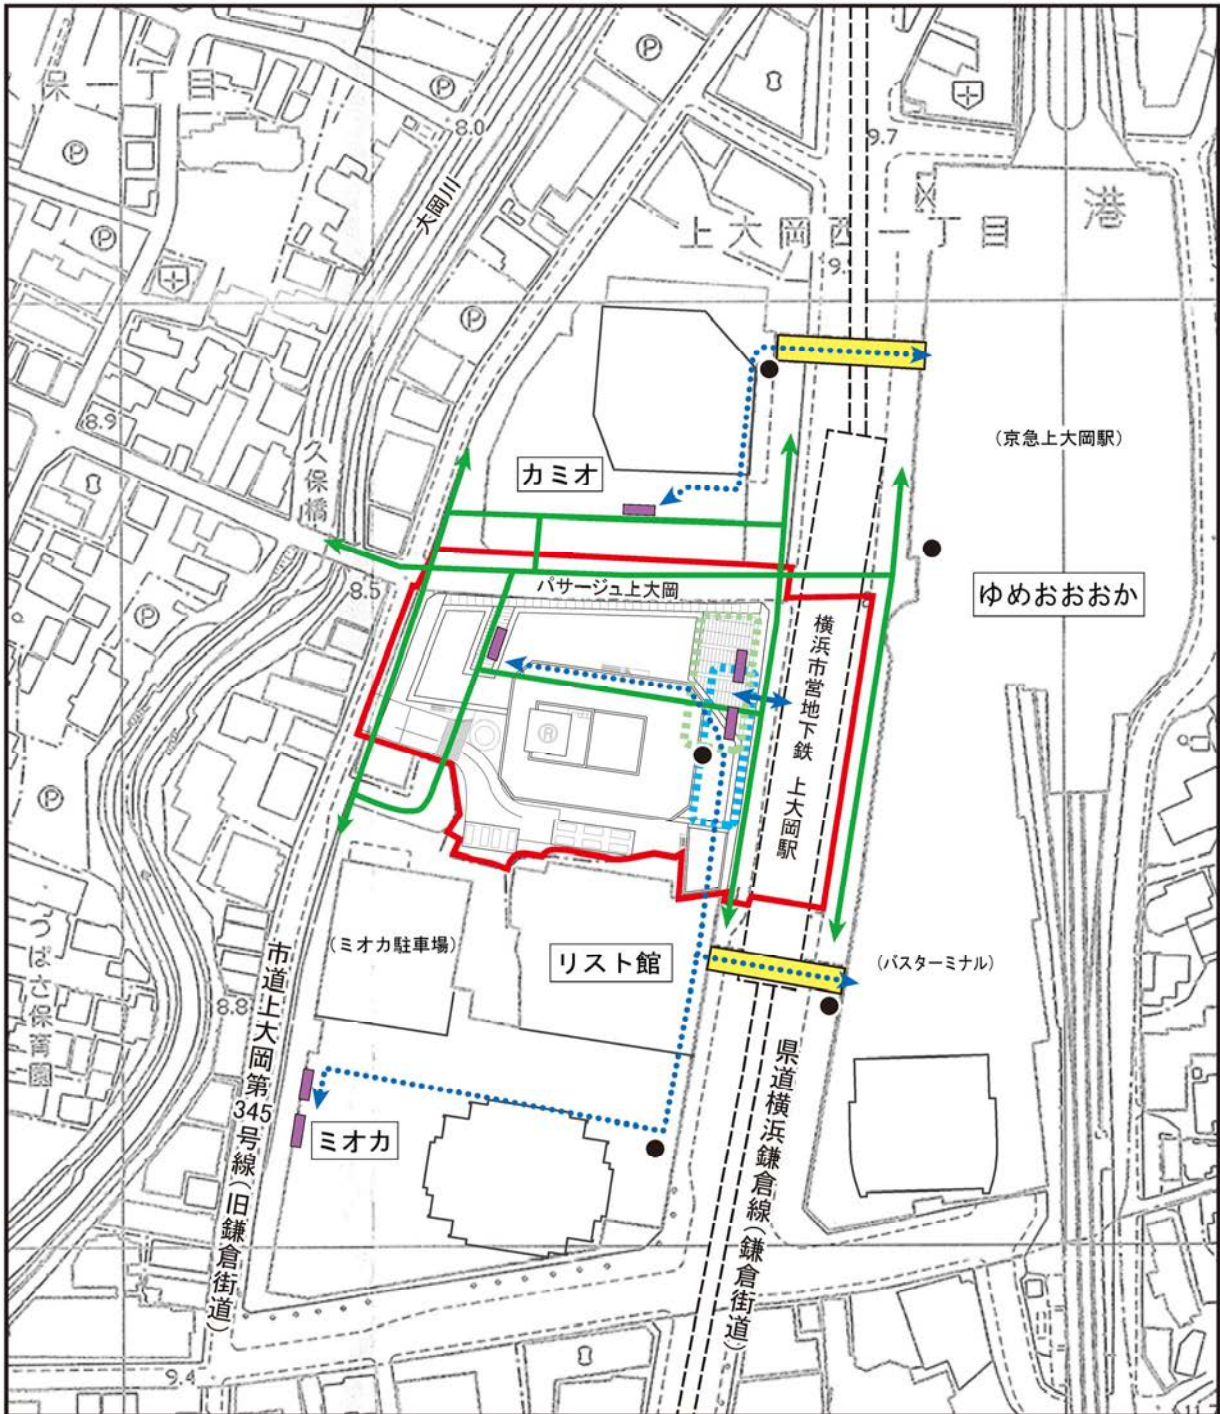 保一丁目
8.0
大岡川
9.7
区
港
上大岡西一丁目
9.
8.9
久保橋
(京急上大岡駅)
カミオ
8.5
パサージュ上大岡
ゆめおおおか
横浜市営地下鉄 上大岡駅
つばさ保育園
市道上大岡第345号線(旧鎌倉街道)
(ミオカ駐車場)
リスト館
(バスターミナル)
8.8
ミオカ
県道横浜鎌倉線(鎌倉街道)
9.4
P
P
P
P
P
P
P
R